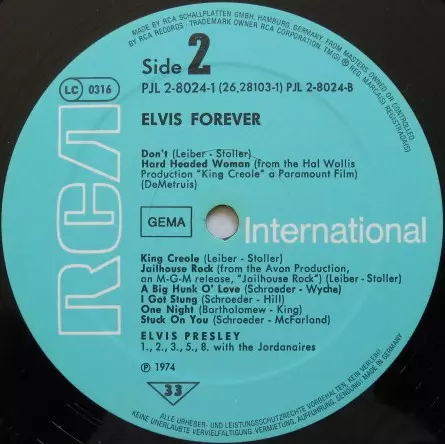 MADE BY RCA SCHALLPLATTEN GMBH, HAMBURG, GERMANY, FROM MASTERS OWNED OR CONTROLLED
BY RCA RECORDS · TRADEMARK OWNER RCA CORPORATION. TM(S) ® REG. MARCA(S) REGISTRADA(S)
Side 2
LC 0316
PJL 2-8024-1 (26,28103-1) PJL 2-8024-B
ELVIS FOREVER
Don't (Leiber - Stoller)
Hard Headed Woman (from the Hal Wallis
Production "King Creole" a Paramount Film)
(DeMetruis)
GEMA
RCA
International
King Creole (Leiber - Stoller)
Jailhouse Rock (from the Avon Production,
an M-G-M release, "Jailhouse Rock") (Leiber - Stoller)
A Big Hunk O' Love (Schroeder - Wyche)
I Got Stung (Schroeder - Hill)
One Night (Bartholomew - King)
Stuck On You (Schroeder - McFarland)
ELVIS PRESLEY
1., 2., 3., 5., 8. with the Jordanaires
℗ 1974
33
ALLE URHEBER- UND LEISTUNGSSCHUTZRECHTE VORBEHALTEN, KEIN VERLEIH!
KEINE UNERLAUBTE VERVIELFÄLTIGUNG, VERMIETUNG, AUFFÜHRUNG, SENDUNG!